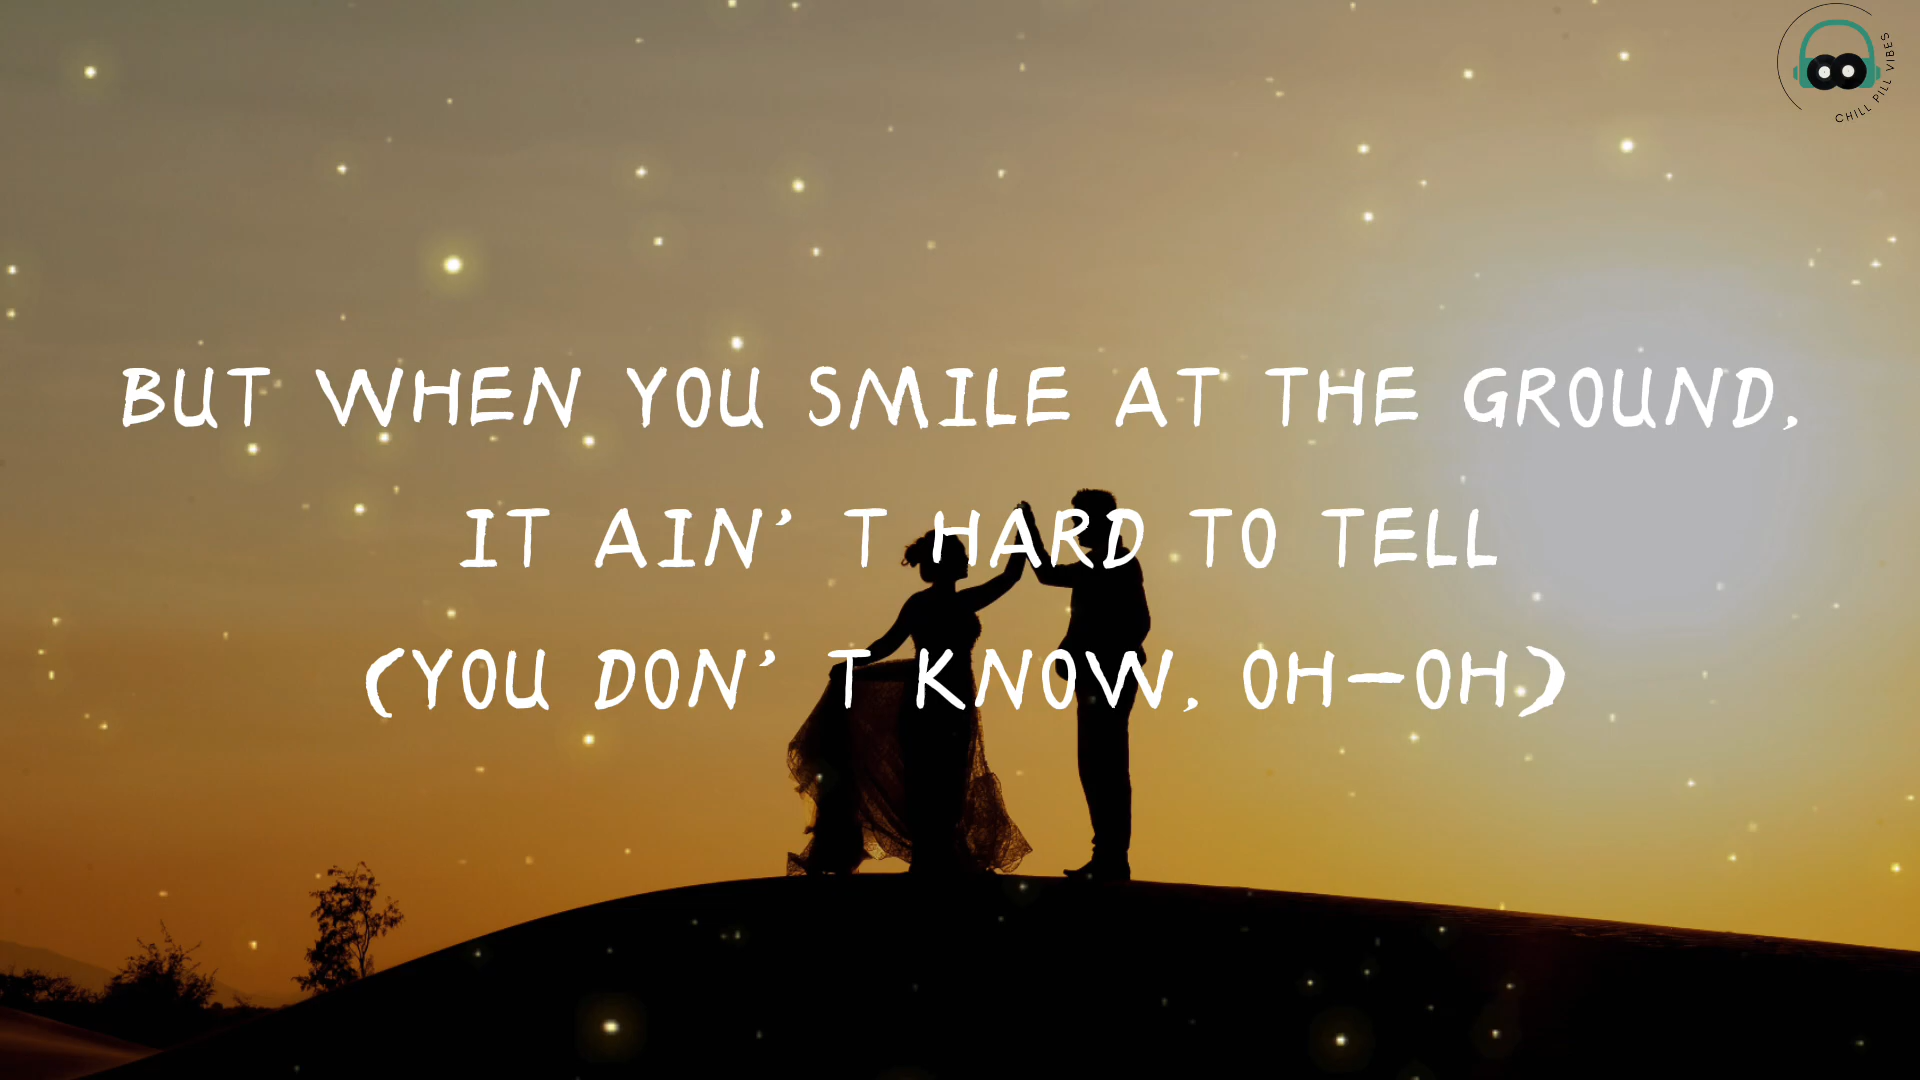 CHILL PILL VIBES
BUT WHEN YOU SMILE AT THE GROUND,
IT AIN' T HARD TO TELL
(YOU DON' T KNOW, OH-OH)